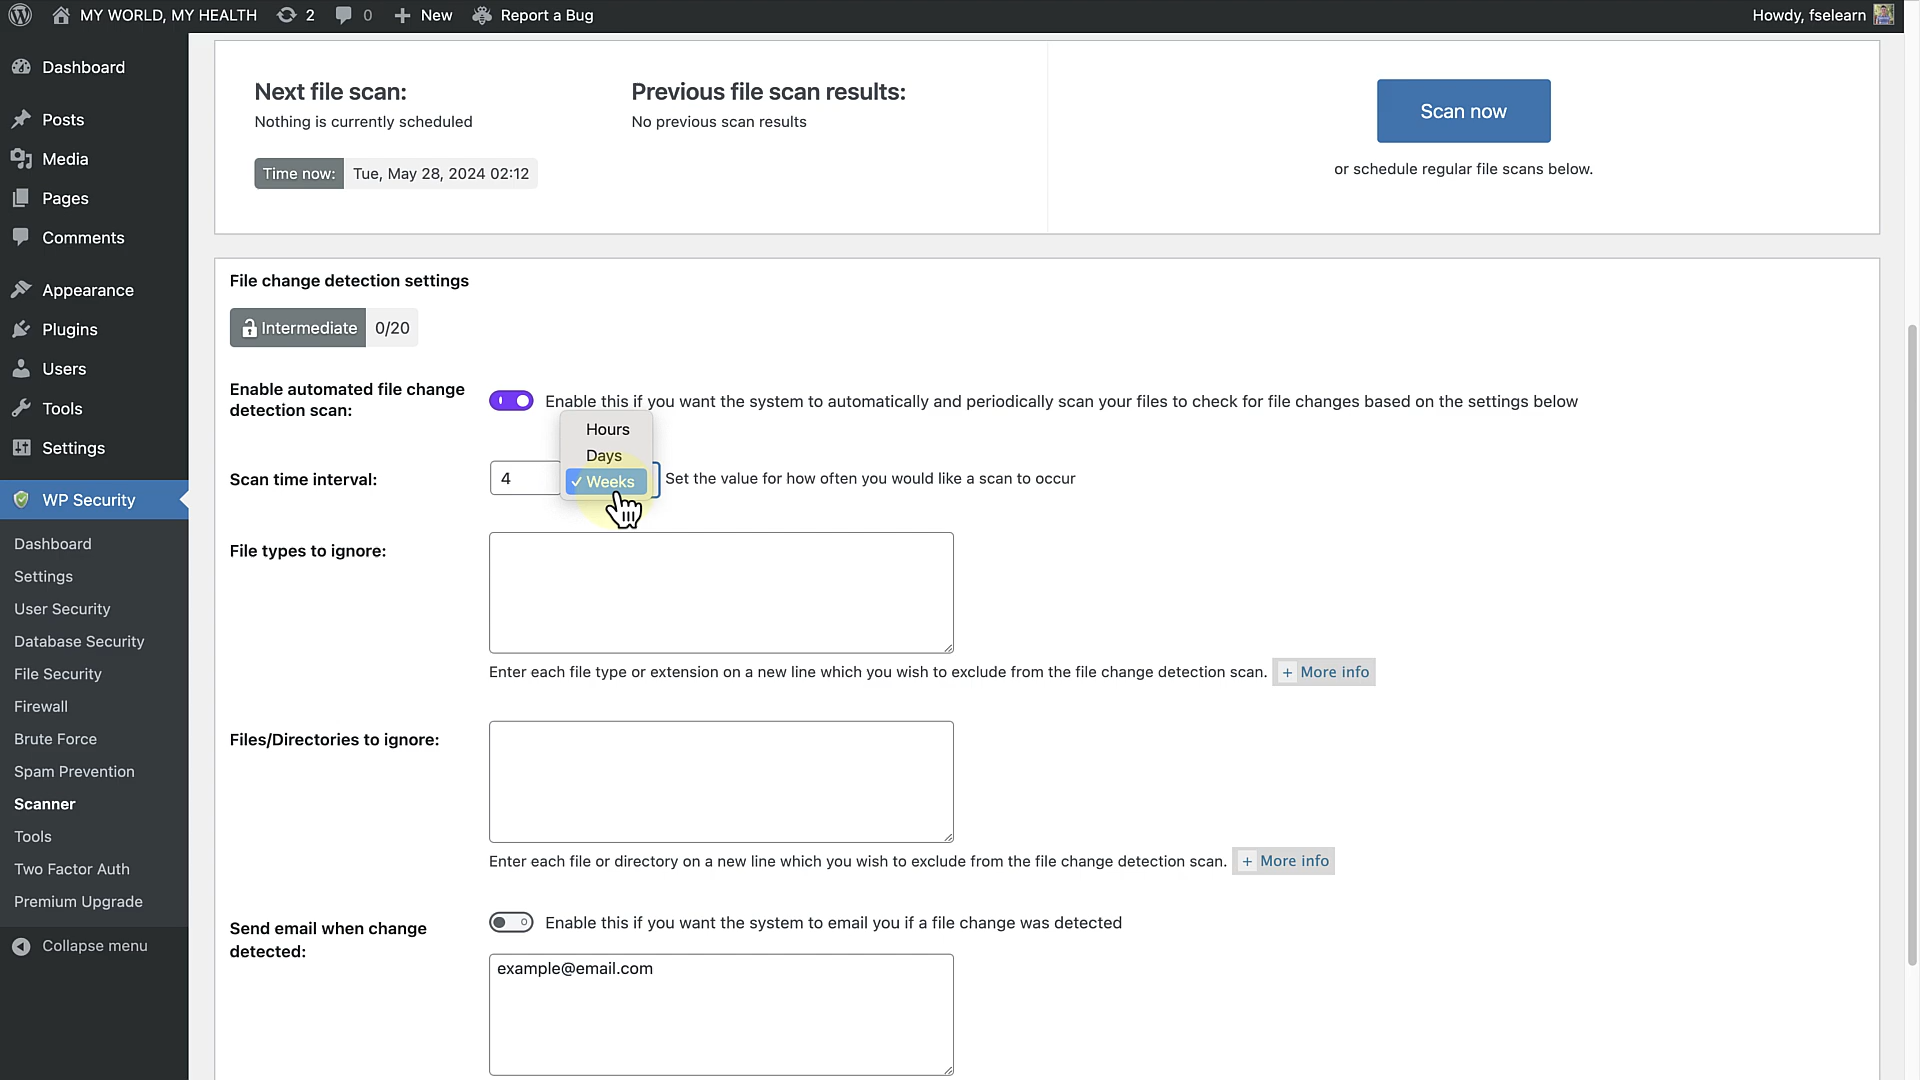 MY WORLD, MY HEALTH 2 0 New Report a Bug Howdy, fselearn
Dashboard
Posts
Media
Pages
Comments
Appearance
Plugins
Users
Tools
Settings
WP Security
Dashboard
Settings
User Security
Database Security
File Security
Firewall
Brute Force
Spam Prevention
Scanner
Tools
Two Factor Auth
Premium Upgrade
Collapse menu
Next file scan:
Nothing is currently scheduled
Time now: Tue, May 28, 2024 02:12
Previous file scan results:
No previous scan results
Scan now
or schedule regular file scans below.
File change detection settings
Intermediate 0/20
Enable automated file change
detection scan:
Enable this if you want the system to automatically and periodically scan your files to check for file changes based on the settings below
Scan time interval:
4
Hours
Days
✓ Weeks
Set the value for how often you would like a scan to occur
File types to ignore:
Enter each file type or extension on a new line which you wish to exclude from the file change detection scan. + More info
Files/Directories to ignore:
Enter each file or directory on a new line which you wish to exclude from the file change detection scan. + More info
Send email when change
detected:
Enable this if you want the system to email you if a file change was detected
example@email.com